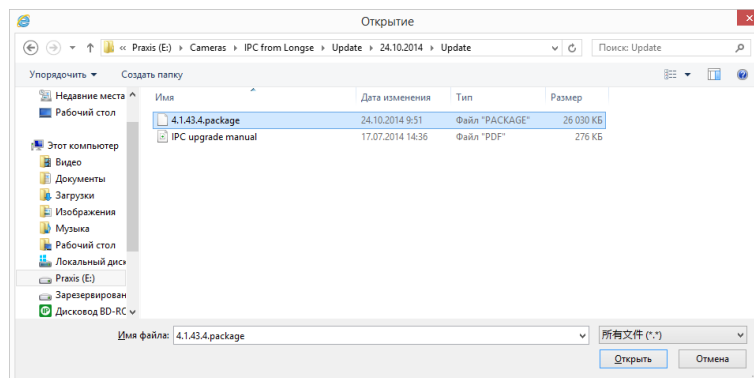 Открытие
« Praxis (E:) ▸ Cameras ▸ IPC from Longse ▸ Update ▸ 24.10.2014 ▸ Update
Поиск: Update
Упорядочить
Создать папку
Недавние места
Рабочий стол
Этот компьютер
Видео
Документы
Загрузки
Изображения
Музыка
Рабочий стол
Локальный диск
Praxis (E:)
Зарезервирован
Дисковод BD-RC
Имя Дата изменения Тип Размер
4.1.43.4.package 24.10.2014 9:51 Файл "PACKAGE" 26 030 КБ
IPC upgrade manual 17.07.2014 14:36 Файл "PDF" 276 КБ
Имя файла: 4.1.43.4.package
所有文件 (*.*)
Открыть Отмена